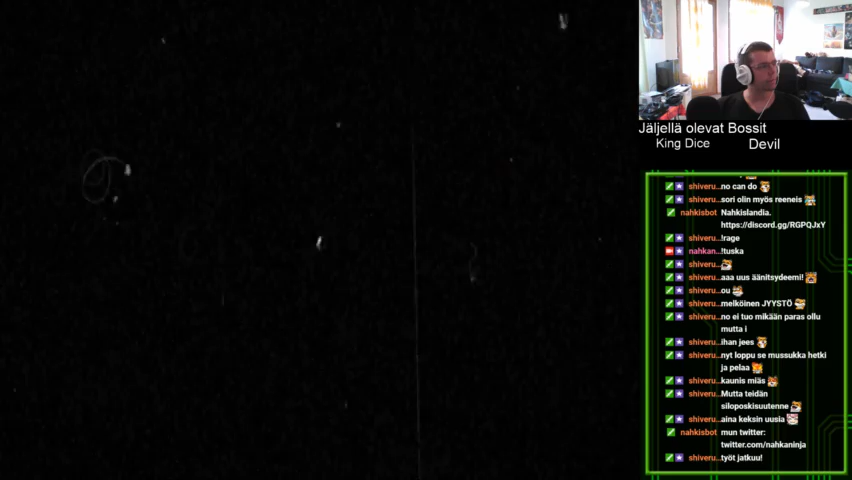 Jäljellä olevat Bossit
King Dice Devil
shiveru...no can do
shiveru...sori olin myös reeneis
nahkisbot Nahkislandia.
https://discord.gg/RGPQJxY
shiveru...!rage
nahkan...!tuska
shiveru...
shiveru...aaa uus äänitsydeemi!
shiveru...ou
shiveru...melköinen JYYSTÖ
shiveru...no ei tuo mikään paras ollu
mutta i
shiveru...ihan jees
shiveru...nyt loppu se mussukka hetki
ja pelaa
shiveru...kaunis miäs
shiveru...Mutta teidän
siloposkisuutenne
shiveru...aina keksin uusia
nahkisbot mun twitter:
twitter.com/nahkaninja
shiveru...työt jatkuu!